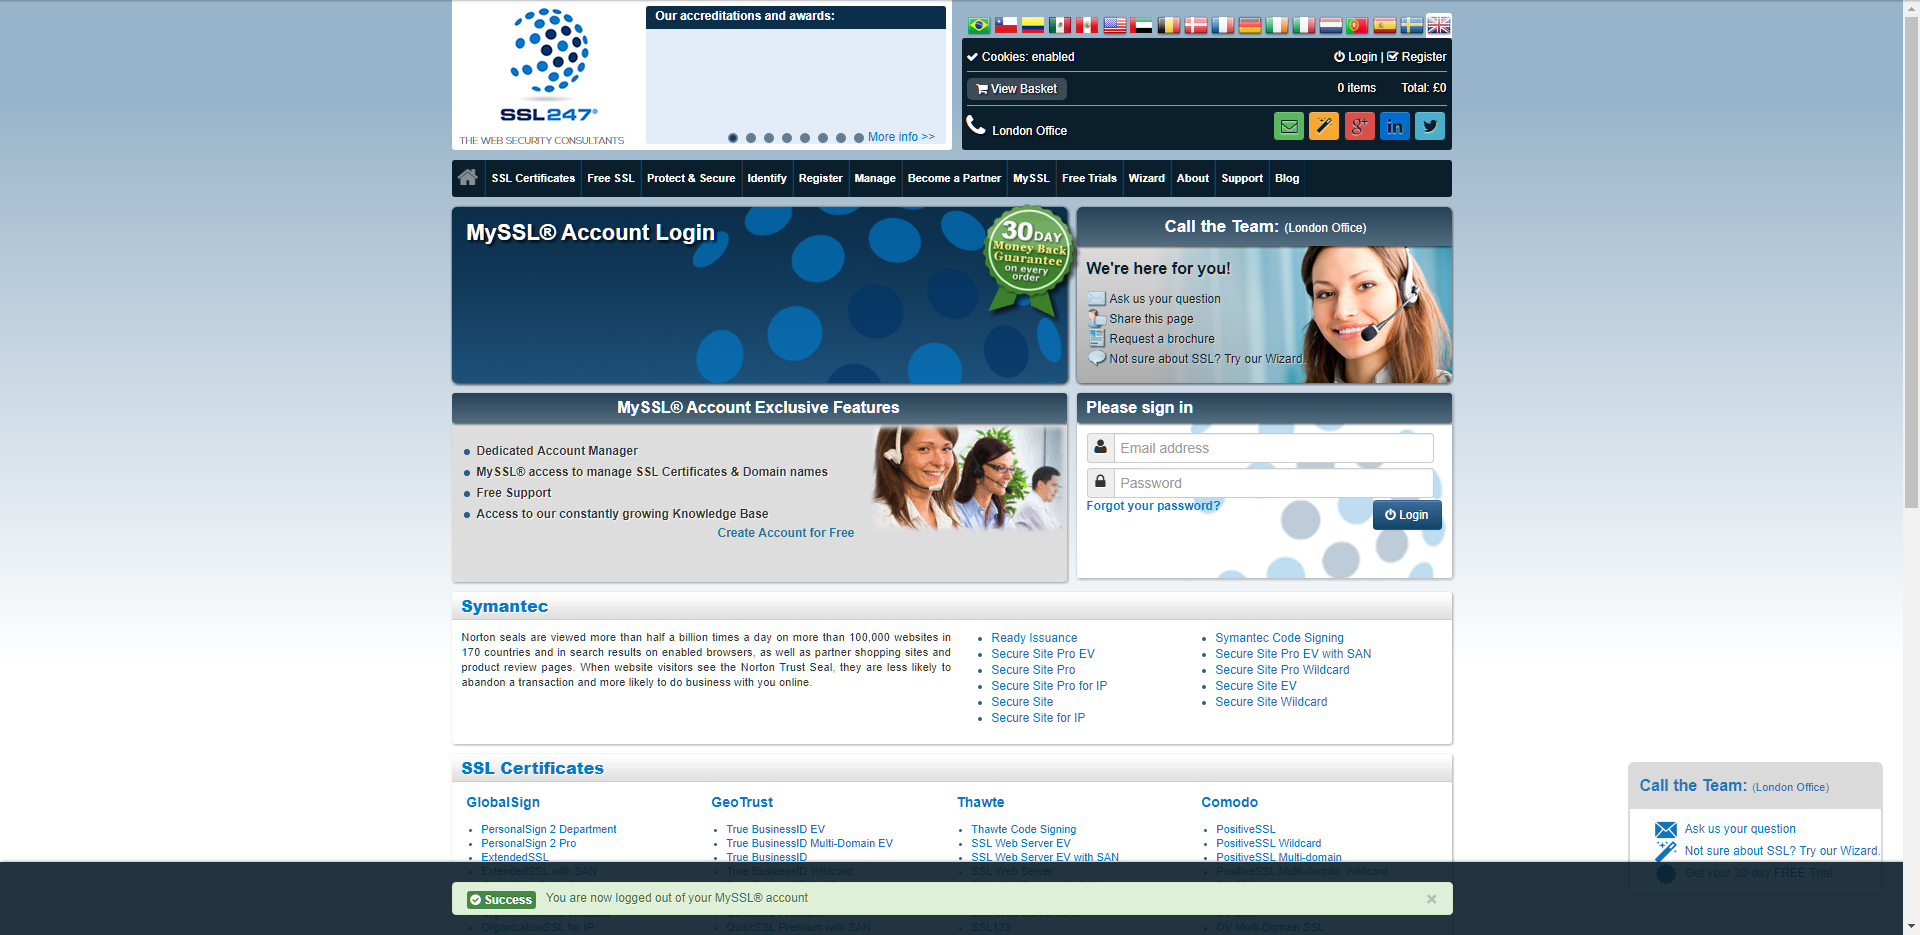 SSL247®
THE WEB SECURITY CONSULTANTS
Our accreditations and awards:
More info >>
Cookies: enabled
Login | Register
View Basket
0 items Total: £0
London Office
SSL Certificates Free SSL Protect & Secure Identify Register Manage Become a Partner MySSL Free Trials Wizard About Support Blog
MySSL® Account Login
30 DAY
Money Back
Guarantee
on every
order
Call the Team: (London Office)
We're here for you!
Ask us your question
Share this page
Request a brochure
Not sure about SSL? Try our Wizard.
MySSL® Account Exclusive Features
Dedicated Account Manager
MySSL® access to manage SSL Certificates & Domain names
Free Support
Access to our constantly growing Knowledge Base
Create Account for Free
Please sign in
Email address
Password
Forgot your password?
Login
Symantec
Norton seals are viewed more than half a billion times a day on more than 100,000 websites in
170 countries and in search results on enabled browsers, as well as partner shopping sites and
product review pages. When website visitors see the Norton Trust Seal, they are less likely to
abandon a transaction and more likely to do business with you online.
Ready Issuance
Secure Site Pro EV
Secure Site Pro
Secure Site Pro for IP
Secure Site
Secure Site for IP
Symantec Code Signing
Secure Site Pro EV with SAN
Secure Site Pro Wildcard
Secure Site EV
Secure Site Wildcard
SSL Certificates
GlobalSign
PersonalSign 2 Department
PersonalSign 2 Pro
ExtendedSSL
ExtendedSSL with SAN
OrganizationSSL for IP
GeoTrust
True BusinessID EV
True BusinessID Multi-Domain EV
True BusinessID
True BusinessID Wildcard
QuickSSL Premium with SAN
Thawte
Thawte Code Signing
SSL Web Server EV
SSL Web Server EV with SAN
SSL Web Server
SSL123
Comodo
PositiveSSL
PositiveSSL Wildcard
PositiveSSL Multi-domain
PositiveSSL Multi-domain Wildcard
OV Multi-Domain SSL
Call the Team: (London Office)
Ask us your question
Not sure about SSL? Try our Wizard.
Get your 30-day FREE Trial
Success You are now logged out of your MySSL® account
×